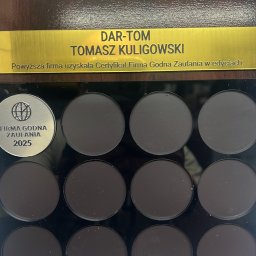 DAR-TOM
TOMASZ KULIGOWSKI
Powyższa firma uzyskała Certyfikat Firma Godna Zaufania w edycjach:
FIRMA GODNA
ZAUFANIA
2025